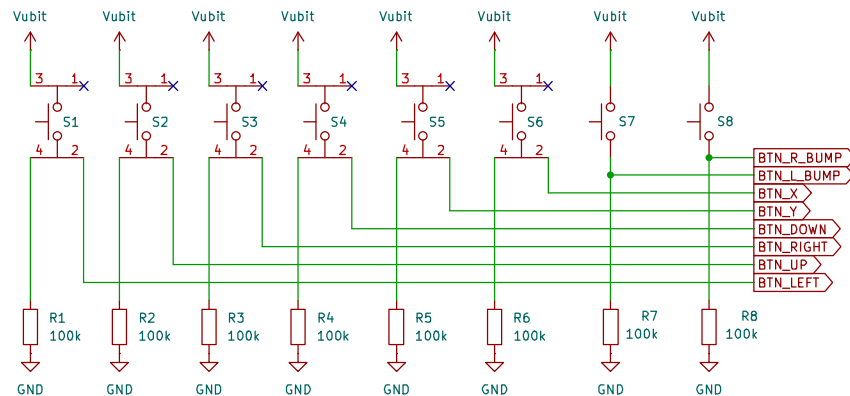 Vubit Vubit Vubit Vubit Vubit Vubit Vubit Vubit
3 1 3 1 3 1 3 1 3 1 3 1
S1 S2 S3 S4 S5 S6 S7 S8
4 2 4 2 4 2 4 2 4 2 4 2
BTN_R_BUMP
BTN_L_BUMP
BTN_X
BTN_Y
BTN_DOWN
BTN_RIGHT
BTN_UP
BTN_LEFT
R1 R2 R3 R4 R5 R6 R7 R8
100k 100k 100k 100k 100k 100k 100k 100k
GND GND GND GND GND GND GND GND